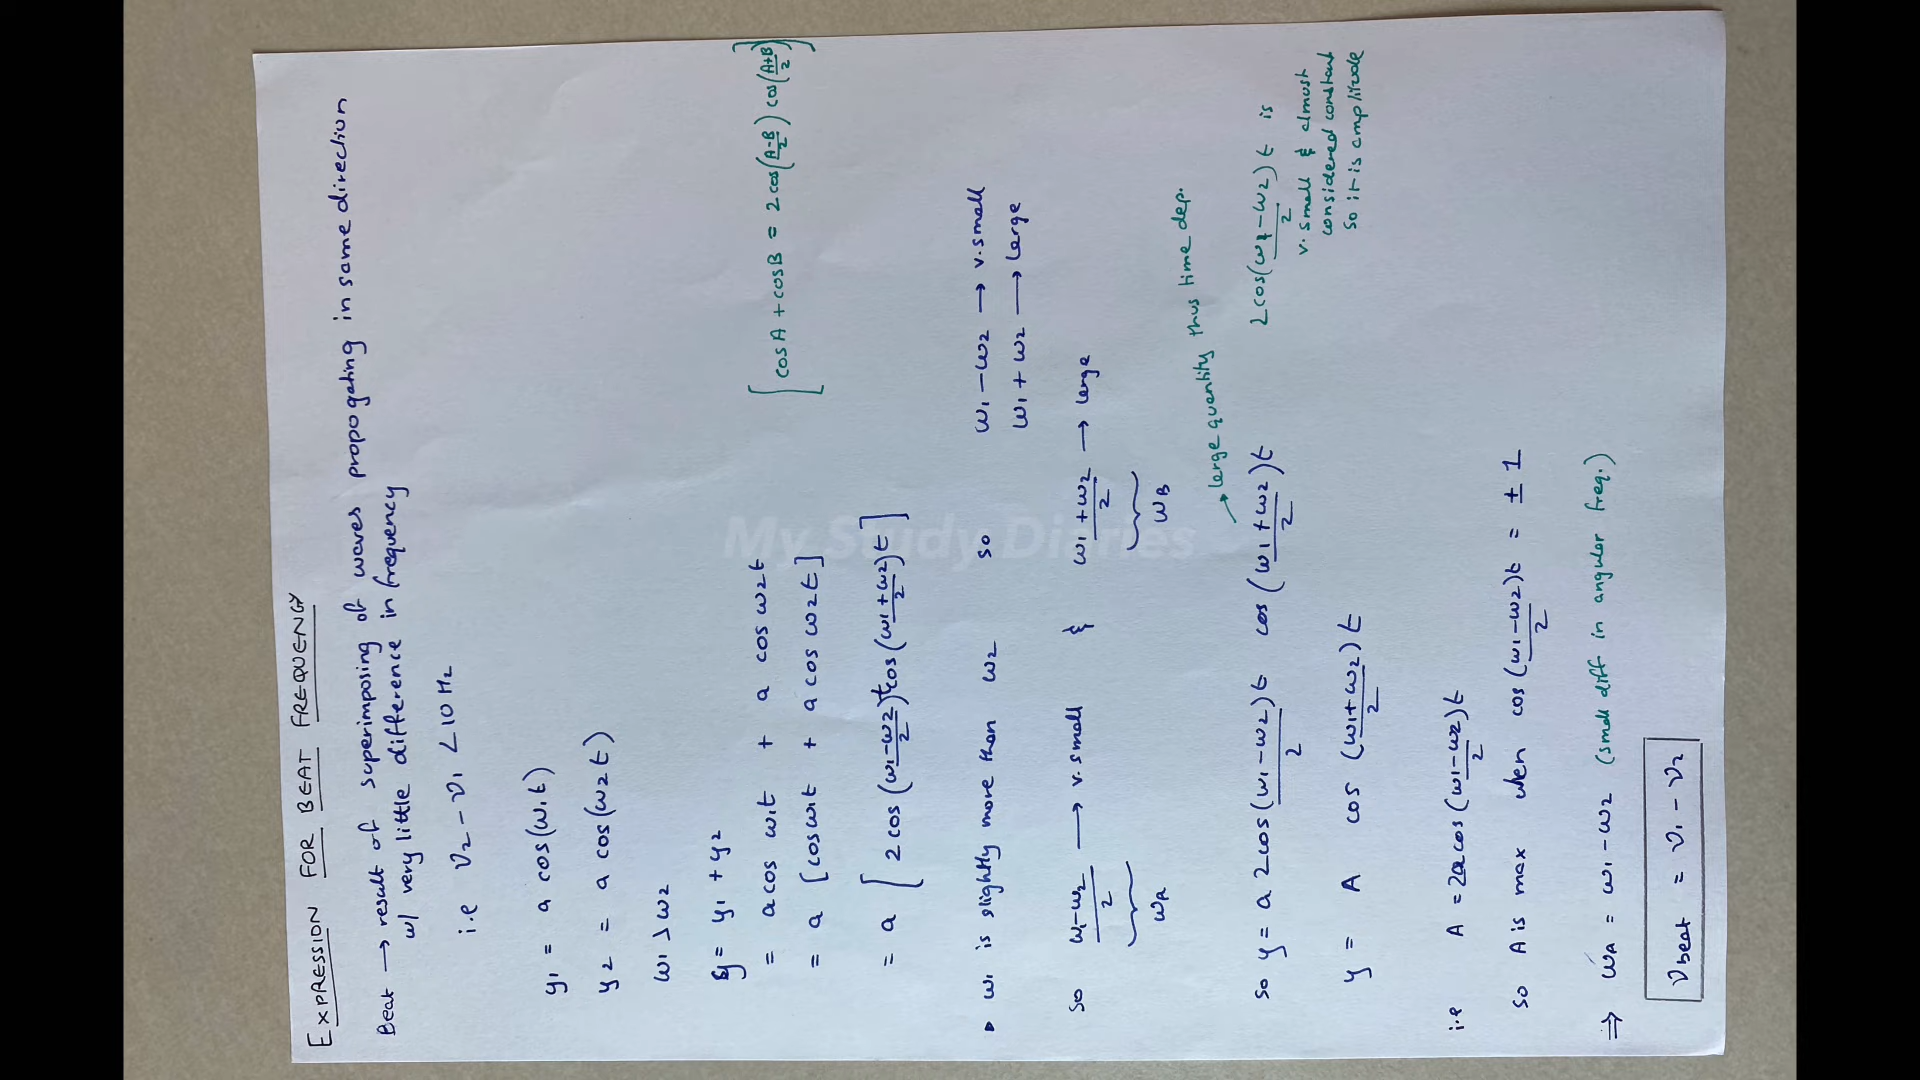 EXPRESSION FOR BEAT FREQUENCY
Beat → result of superimposing of waves propogating in same direction
w/ very little difference in frequency
i.e ν₂ - ν₁ < 10 Hz
y₁ = a cos(ω₁t)
y₂ = a cos(ω₂t)
ω₁ > ω₂
y = y₁ + y₂
= a cos ω₁t + a cos ω₂t
= a [cos ω₁t + a cos ω₂t]
[cosA + cosB = 2 cos((A-B)/2) cos((A+B)/2)]
= a [2 cos((ω₁-ω₂)/2)t cos((ω₁+ω₂)/2)t]
▸ ω₁ is slightly more than ω₂ so ω₁ - ω₂ → v.small
ω₁ + ω₂ → large
so (ω₁-ω₂)/2 → v.small & (ω₁+ω₂)/2 → large
ω_A ω_B
→ large quantity thus time dep.
so y = a 2cos((ω₁-ω₂)/2)t cos((ω₁+ω₂)/2)t
2cos((ω₁-ω₂)/2)t is
v.small & almost
considered constant
so it is amplitude
y = A cos((ω₁+ω₂)/2)t
i.e A = 2a cos((ω₁-ω₂)/2)t
so A is max when cos((ω₁-ω₂)/2)t = ± 1
⇒ ω_A = ω₁ - ω₂ (small diff in angular freq.)
ν beat = ν₁ - ν₂
My Study Diaries